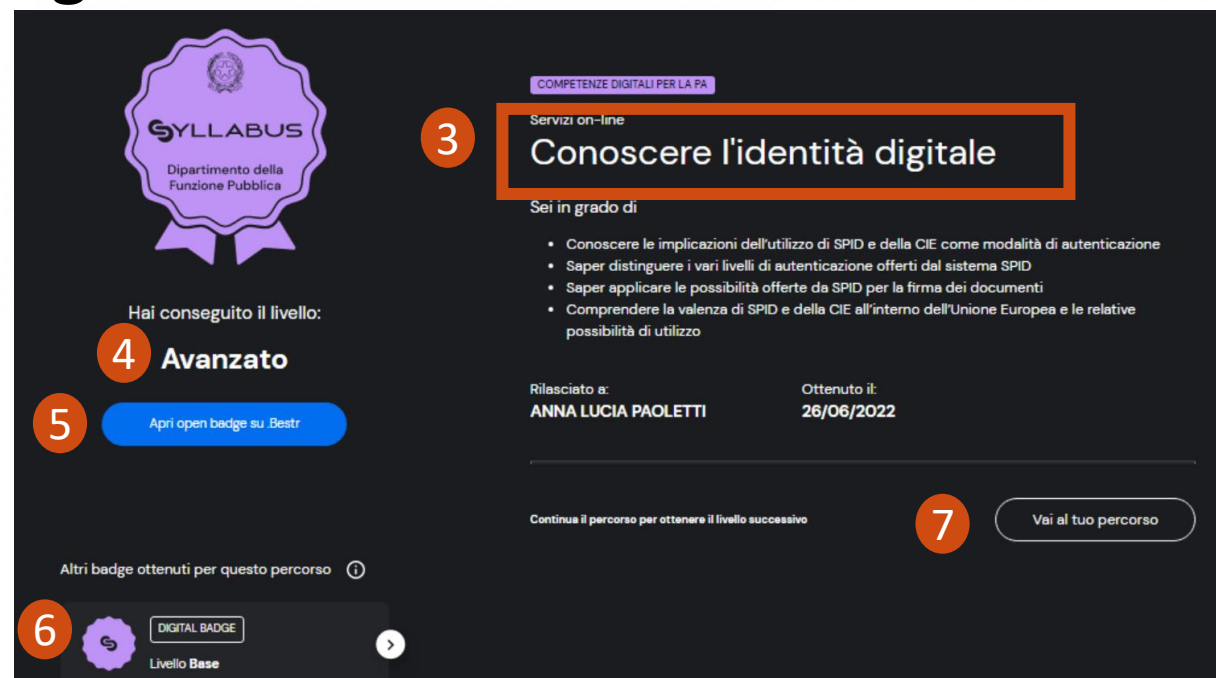 SYLLABUS
Dipartimento della
Funzione Pubblica
COMPETENZE DIGITALI PER LA PA
3
Servizi on-line
Conoscere l'identità digitale
Sei in grado di
• Conoscere le implicazioni dell'utilizzo di SPID e della CIE come modalità di autenticazione
• Saper distinguere i vari livelli di autenticazione offerti dal sistema SPID
• Saper applicare le possibilità offerte da SPID per la firma dei documenti
• Comprendere la valenza di SPID e della CIE all'interno dell'Unione Europea e le relative
possibilità di utilizzo
Hai conseguito il livello:
4
Avanzato
5
Apri open badge su .Bestr
Rilasciato a:
ANNA LUCIA PAOLETTI
Ottenuto il:
26/06/2022
Continua il percorso per ottenere il livello successivo
7
Vai al tuo percorso
Altri badge ottenuti per questo percorso
6
DIGITAL BADGE
Livello Base